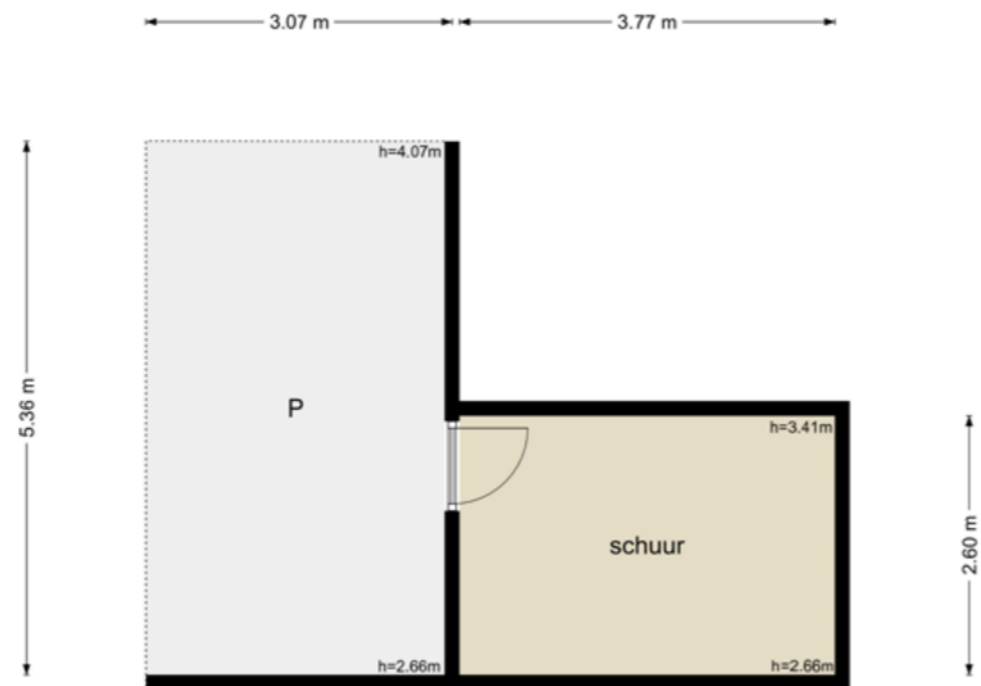 3.07 m
3.77 m
h=4.07m
5.36 m
P
h=3.41m
schuur
2.60 m
h=2.66m
h=2.66m